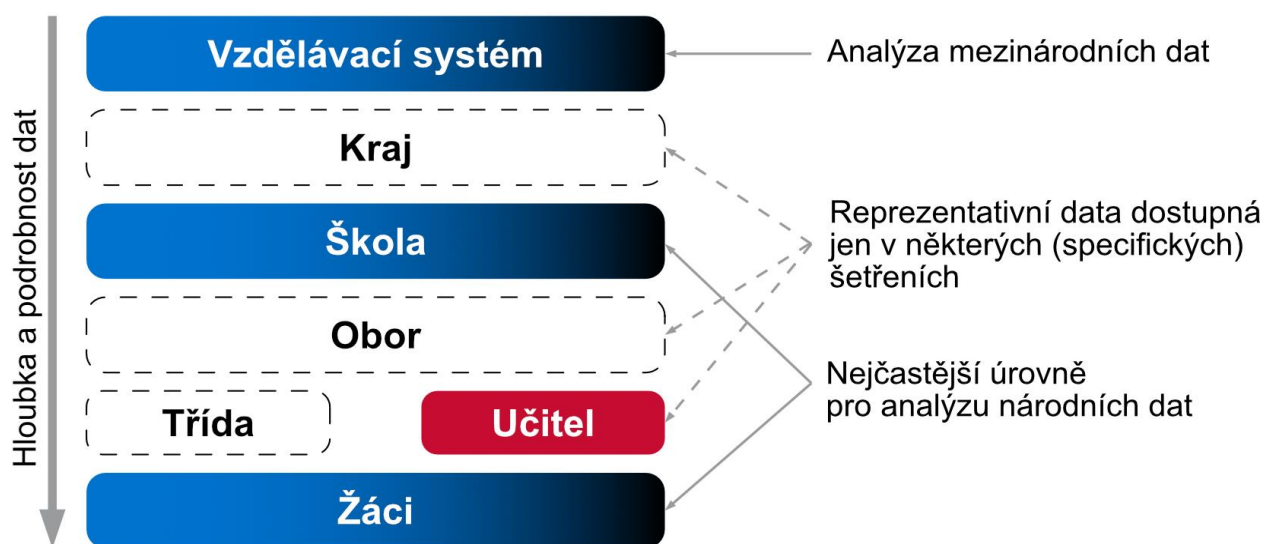 Hloubka a podrobnost dat
Vzdělávací systém
Analýza mezinárodních dat
Kraj
Škola
Reprezentativní data dostupná
jen v některých (specifických)
šetřeních
Obor
Třída
Učitel
Nejčastější úrovně
pro analýzu národních dat
Žáci